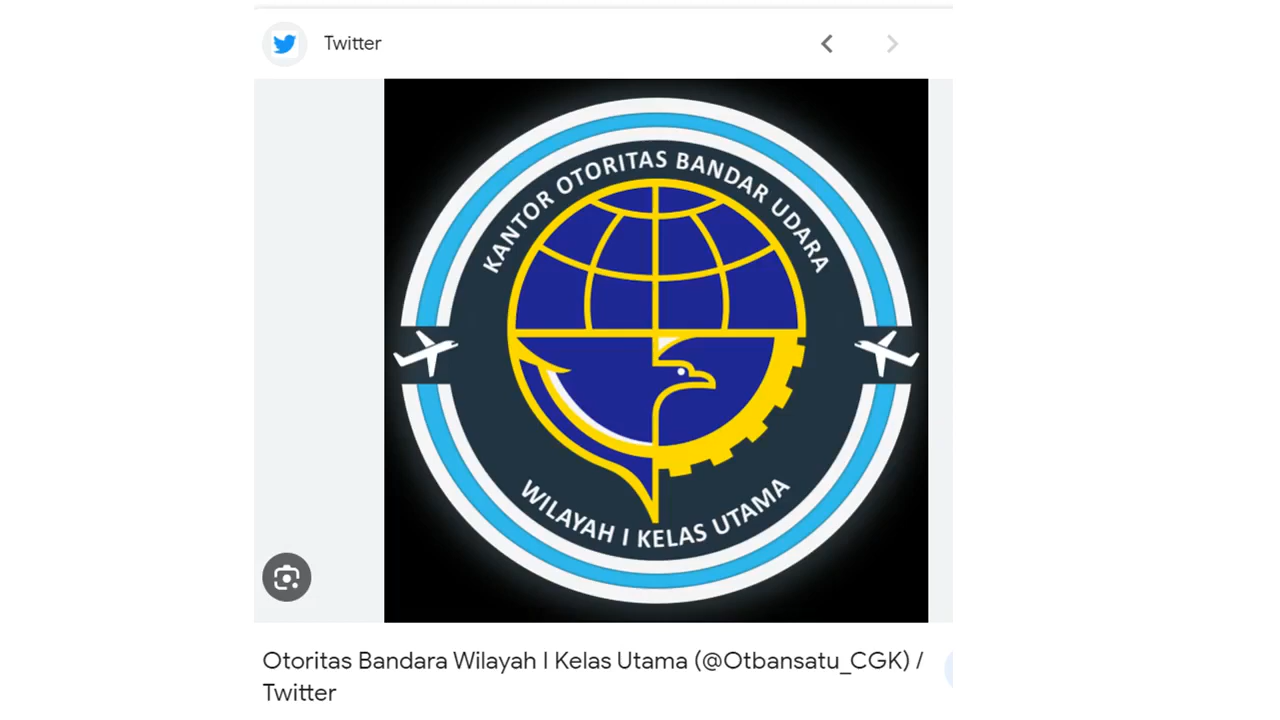 Twitter
KANTOR OTORITAS BANDAR UDARA
WILAYAH I KELAS UTAMA
Otoritas Bandara Wilayah I Kelas Utama (@Otbansatu_CGK) /
Twitter